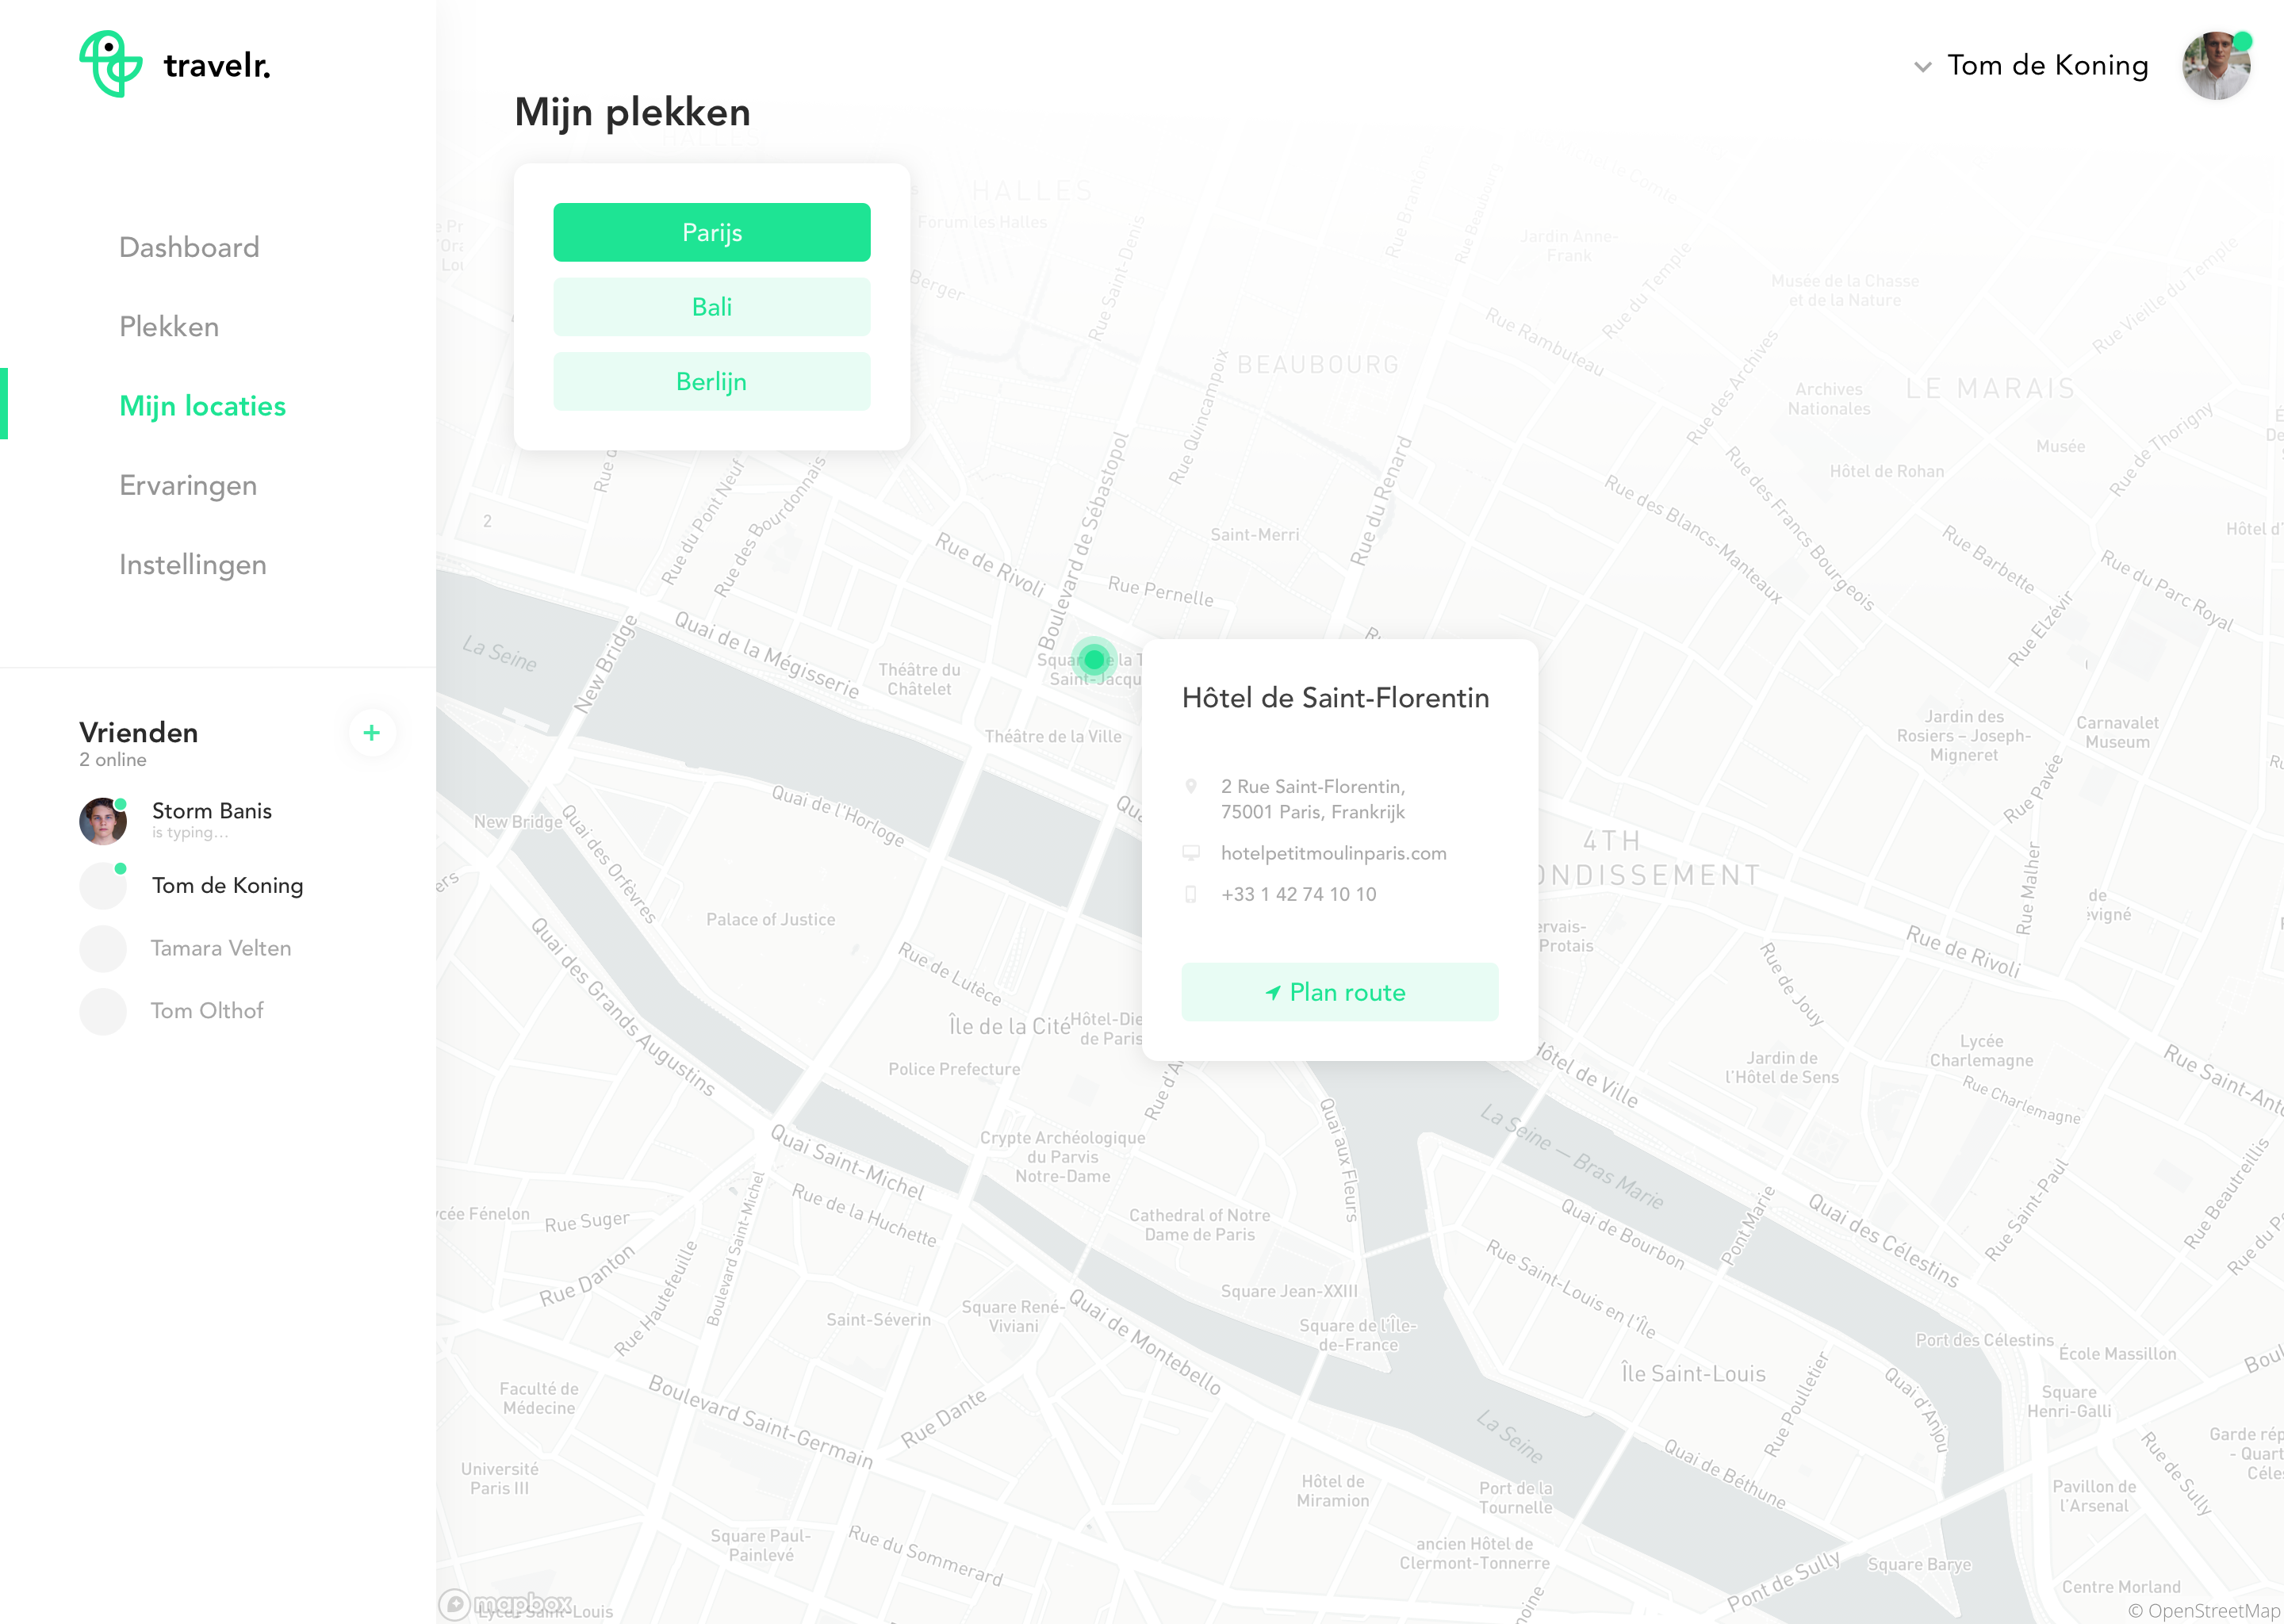 travelr.
Tom de Koning
Mijn plekken
Parijs
Bali
Berlijn
Dashboard
Plekken
Mijn locaties
Ervaringen
Instellingen
Vrienden
2 online
Storm Banis
is typing...
Tom de Koning
Tamara Velten
Tom Olthof
Hôtel de Saint-Florentin
2 Rue Saint-Florentin,
75001 Paris, Frankrijk
hotelpetitmoulinparis.com
+33 1 42 74 10 10
Plan route
HALLES
Forum les Halles
Berger
Rue Saint-Denis
Rue Beaubourg
Jardin Anne-
Frank
Rue du Temple
Musée de la Chasse
et de la Nature
Rue Vieille du Temple
Rue Rambuteau
BEAUBOURG
Rue des Archives
Archives
Nationales
LE MARAIS
Musée
Rue de Thorigny
Hôtel de Rohan
Rue Quincampoix
Boulevard de Sébastopol
Rue du Renard
Rue des Blancs-Manteaux
Rue des Francs Bourgeois
Rue Barbette
Rue du Parc Royal
Rue Elzévir
2
Rue du Pont Neuf
Rue des Bourdonnais
Saint-Merri
Rue de Rivoli
Rue Pernelle
La Seine
New Bridge
Quai de la Mégisserie
Théâtre du
Châtelet
Théâtre de la Ville
Jardin des
Rosiers – Joseph-
Migneret
Carnavalet
Museum
Rue Pavée
New Bridge
Quai des Orfèvres
Quai de l'Horloge
4TH
Rue Malher
Rue de Rivoli
Rue de Jouy
Palace of Justice
Quai des Grands Augustins
Rue de Lutèce
Île de la Cité
Police Prefecture
Lycée
Charlemagne
Rue Charlemagne
Jardin de
l'Hôtel de Sens
Hôtel de Ville
La Seine — Bras Marie
Quai aux Fleurs
Crypte Archéologique
du Parvis
Notre-Dame
Quai Saint-Michel
Boulevard Saint-Michel
Rue de la Huchette
Rue Suger
Rue Danton
Rue Hautefeuille
Cathedral of Notre
Dame de Paris
Quai de Bourbon
Pont Marie
Quai des Célestins
Rue Saint-Paul
Rue Beautreillis
Square Jean-XXIII
Rue Saint-Louis en l'Île
Saint-Séverin
Square René-
Viviani
Quai de Montebello
Square de l'Île-
de-France
Port des Célestins
École Massillon
Île Saint-Louis
Rue Poulletier
Quai d'Anjou
Square
Henri-Galli
Faculté de
Médecine
Boulevard Saint-Germain
Rue Dante
La Seine
Quai de Béthune
Rue de Sully
Université
Paris III
Hôtel de
Miramion
Port de la
Tournelle
Pavillon de
l'Arsenal
Square Paul-
Painlevé
Rue du Sommerard
ancien Hôtel de
Clermont-Tonnerre
Pont de Sully
Square Barye
Centre Morland
mapbox
© OpenStreetMap